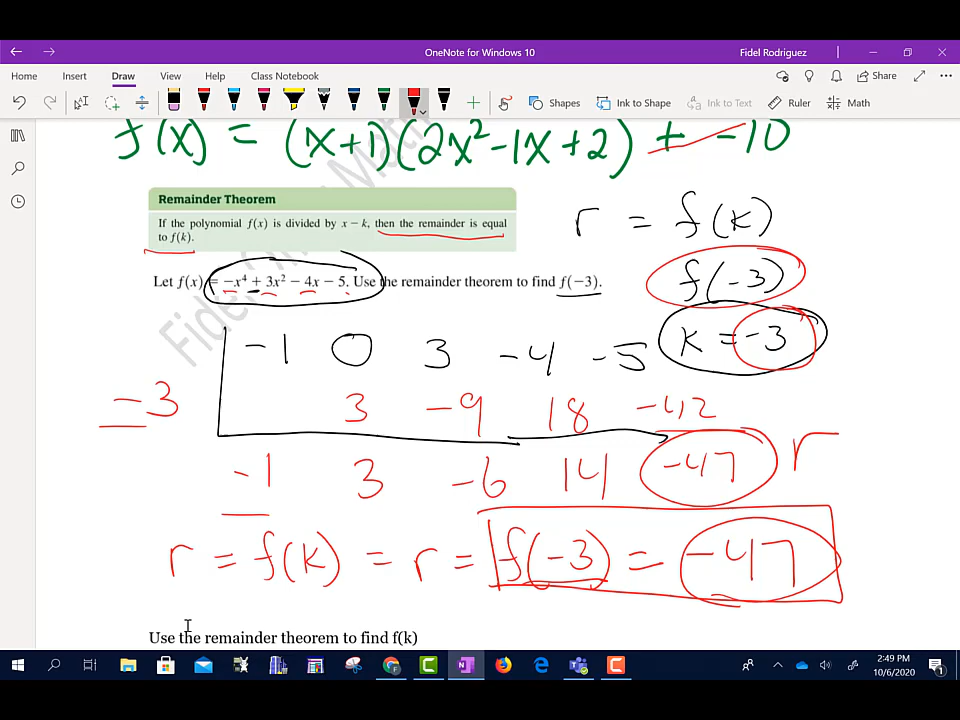 OneNote for Windows 10
Fidel Rodriguez
Home Insert Draw View Help Class Notebook
Share
Shapes Ink to Shape Ink to Text Ruler Math
f(x) = (x+1)(2x²-1x+2) + -10
Remainder Theorem
If the polynomial f(x) is divided by x − k, then the remainder is equal
to f(k).
r = f(k)
f(-3)
Let f(x) = −x⁴ + 3x² − 4x − 5. Use the remainder theorem to find f(−3).
k = -3
-1 0 3 -4 -5
-3
3 -9 18 -42
-1 3 -6 14 -47 r
r = f(k) = r = f(-3) = -47
Use the remainder theorem to find f(k)
2:49 PM
10/6/2020